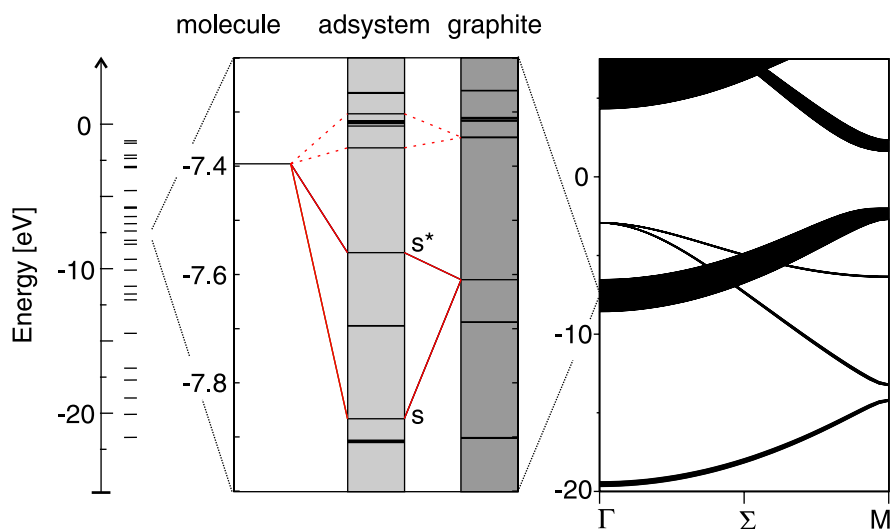 molecule adsystem graphite
Energy [eV]
0
-10
-20
-7.4
-7.6
-7.8
s*
s
0
-10
-20
Γ Σ M